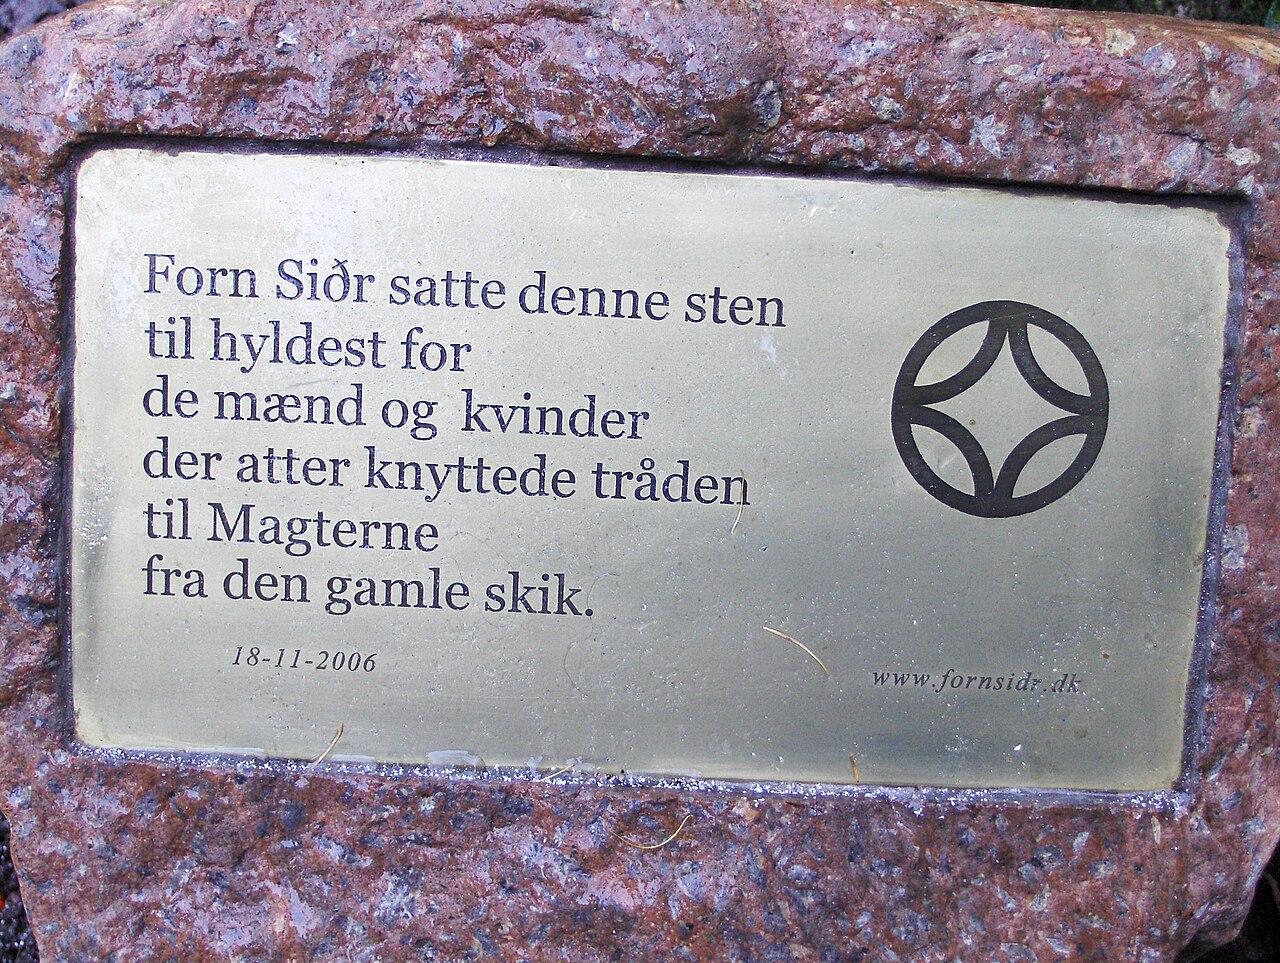 Forn Siðr satte denne sten
til hyldest for
de mænd og kvinder
der atter knyttede tråden
til Magterne
fra den gamle skik.
18-11-2006
www.fornsidr.dk